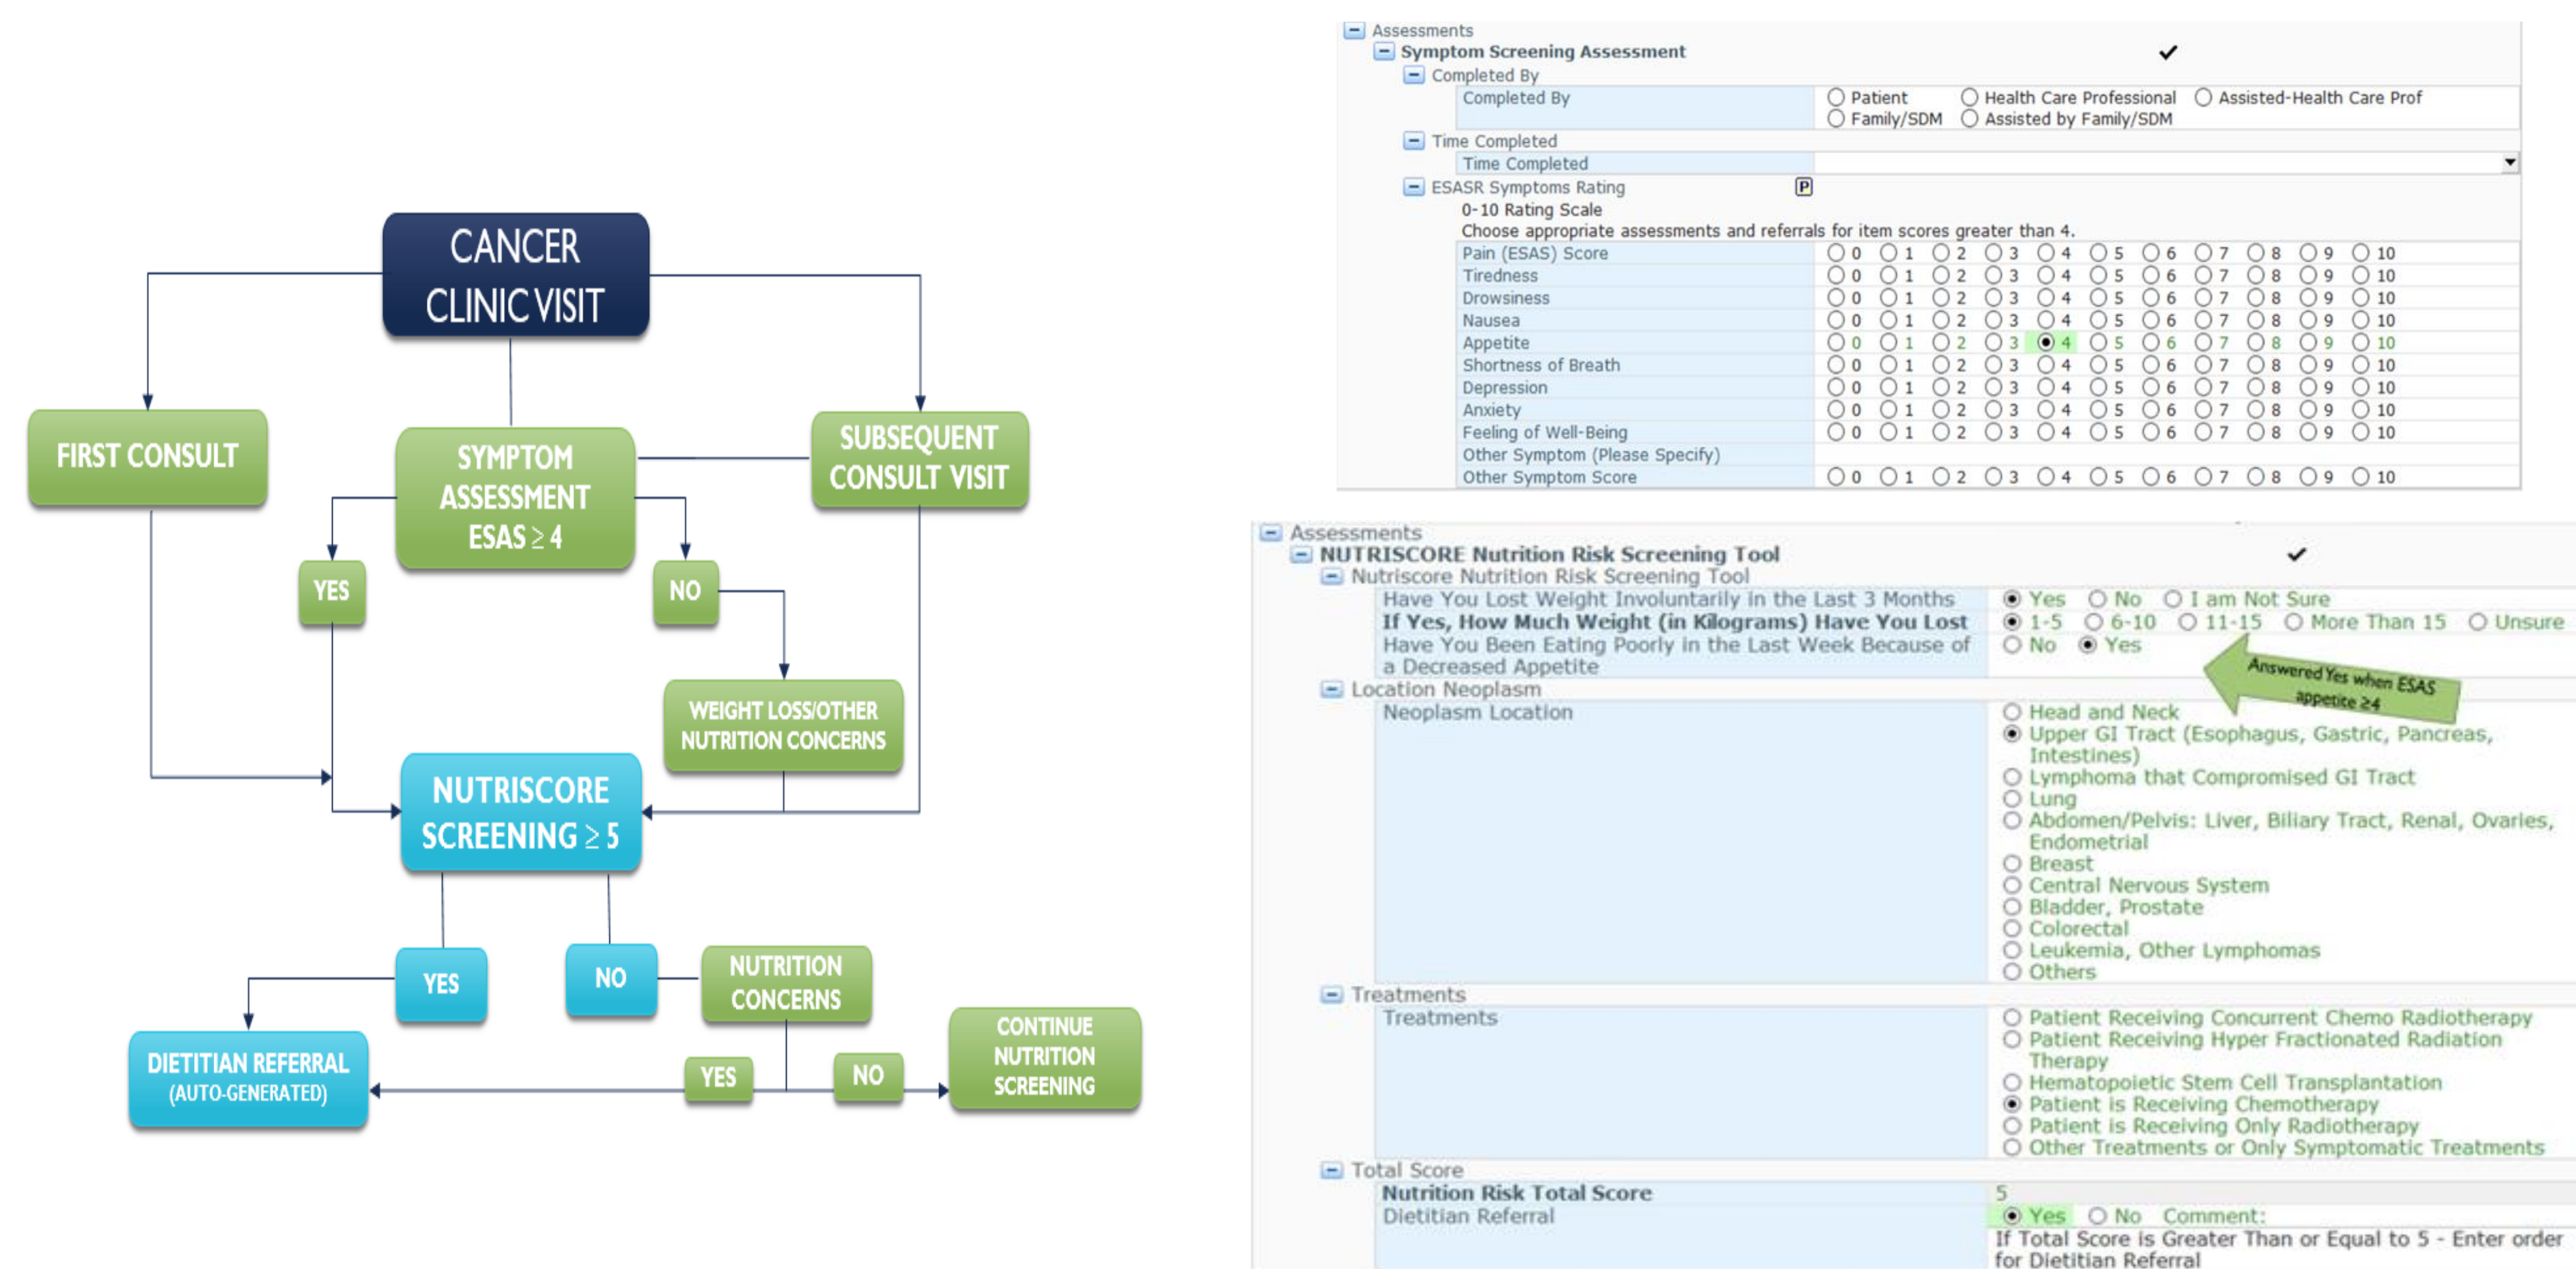 CANCER
CLINIC VISIT
FIRST CONSULT
SYMPTOM
ASSESSMENT
ESAS ≥ 4
SUBSEQUENT
CONSULT VISIT
YES
NO
WEIGHT LOSS/OTHER
NUTRITION CONCERNS
NUTRISCORE
SCREENING ≥ 5
YES
NO
NUTRITION
CONCERNS
DIETITIAN REFERRAL
(AUTO-GENERATED)
YES
NO
CONTINUE
NUTRITION
SCREENING
Assessments
Symptom Screening Assessment
Completed By
Completed By Patient Health Care Professional Assisted-Health Care Prof
Family/SDM Assisted by Family/SDM
Time Completed
Time Completed
ESASR Symptoms Rating P
0-10 Rating Scale
Choose appropriate assessments and referrals for item scores greater than 4.
Pain (ESAS) Score 0 1 2 3 4 5 6 7 8 9 10
Tiredness 0 1 2 3 4 5 6 7 8 9 10
Drowsiness 0 1 2 3 4 5 6 7 8 9 10
Nausea 0 1 2 3 4 5 6 7 8 9 10
Appetite 0 1 2 3 4 5 6 7 8 9 10
Shortness of Breath 0 1 2 3 4 5 6 7 8 9 10
Depression 0 1 2 3 4 5 6 7 8 9 10
Anxiety 0 1 2 3 4 5 6 7 8 9 10
Feeling of Well-Being 0 1 2 3 4 5 6 7 8 9 10
Other Symptom (Please Specify)
Other Symptom Score 0 1 2 3 4 5 6 7 8 9 10
Assessments
NUTRISCORE Nutrition Risk Screening Tool
Nutriscore Nutrition Risk Screening Tool
Have You Lost Weight Involuntarily in the Last 3 Months Yes No I am Not Sure
If Yes, How Much Weight (in Kilograms) Have You Lost 1-5 6-10 11-15 More Than 15 Unsure
Have You Been Eating Poorly in the Last Week Because of No Yes
a Decreased Appetite
Answered Yes when ESAS
appetite ≥4
Location Neoplasm
Neoplasm Location Head and Neck
Upper GI Tract (Esophagus, Gastric, Pancreas,
Intestines)
Lymphoma that Compromised GI Tract
Lung
Abdomen/Pelvis: Liver, Biliary Tract, Renal, Ovaries,
Endometrial
Breast
Central Nervous System
Bladder, Prostate
Colorectal
Leukemia, Other Lymphomas
Others
Treatments
Treatments Patient Receiving Concurrent Chemo Radiotherapy
Patient Receiving Hyper Fractionated Radiation
Therapy
Hematopoietic Stem Cell Transplantation
Patient is Receiving Chemotherapy
Patient is Receiving Only Radiotherapy
Other Treatments or Only Symptomatic Treatments
Total Score
Nutrition Risk Total Score 5
Dietitian Referral Yes No Comment:
If Total Score is Greater Than or Equal to 5 - Enter order
for Dietitian Referral